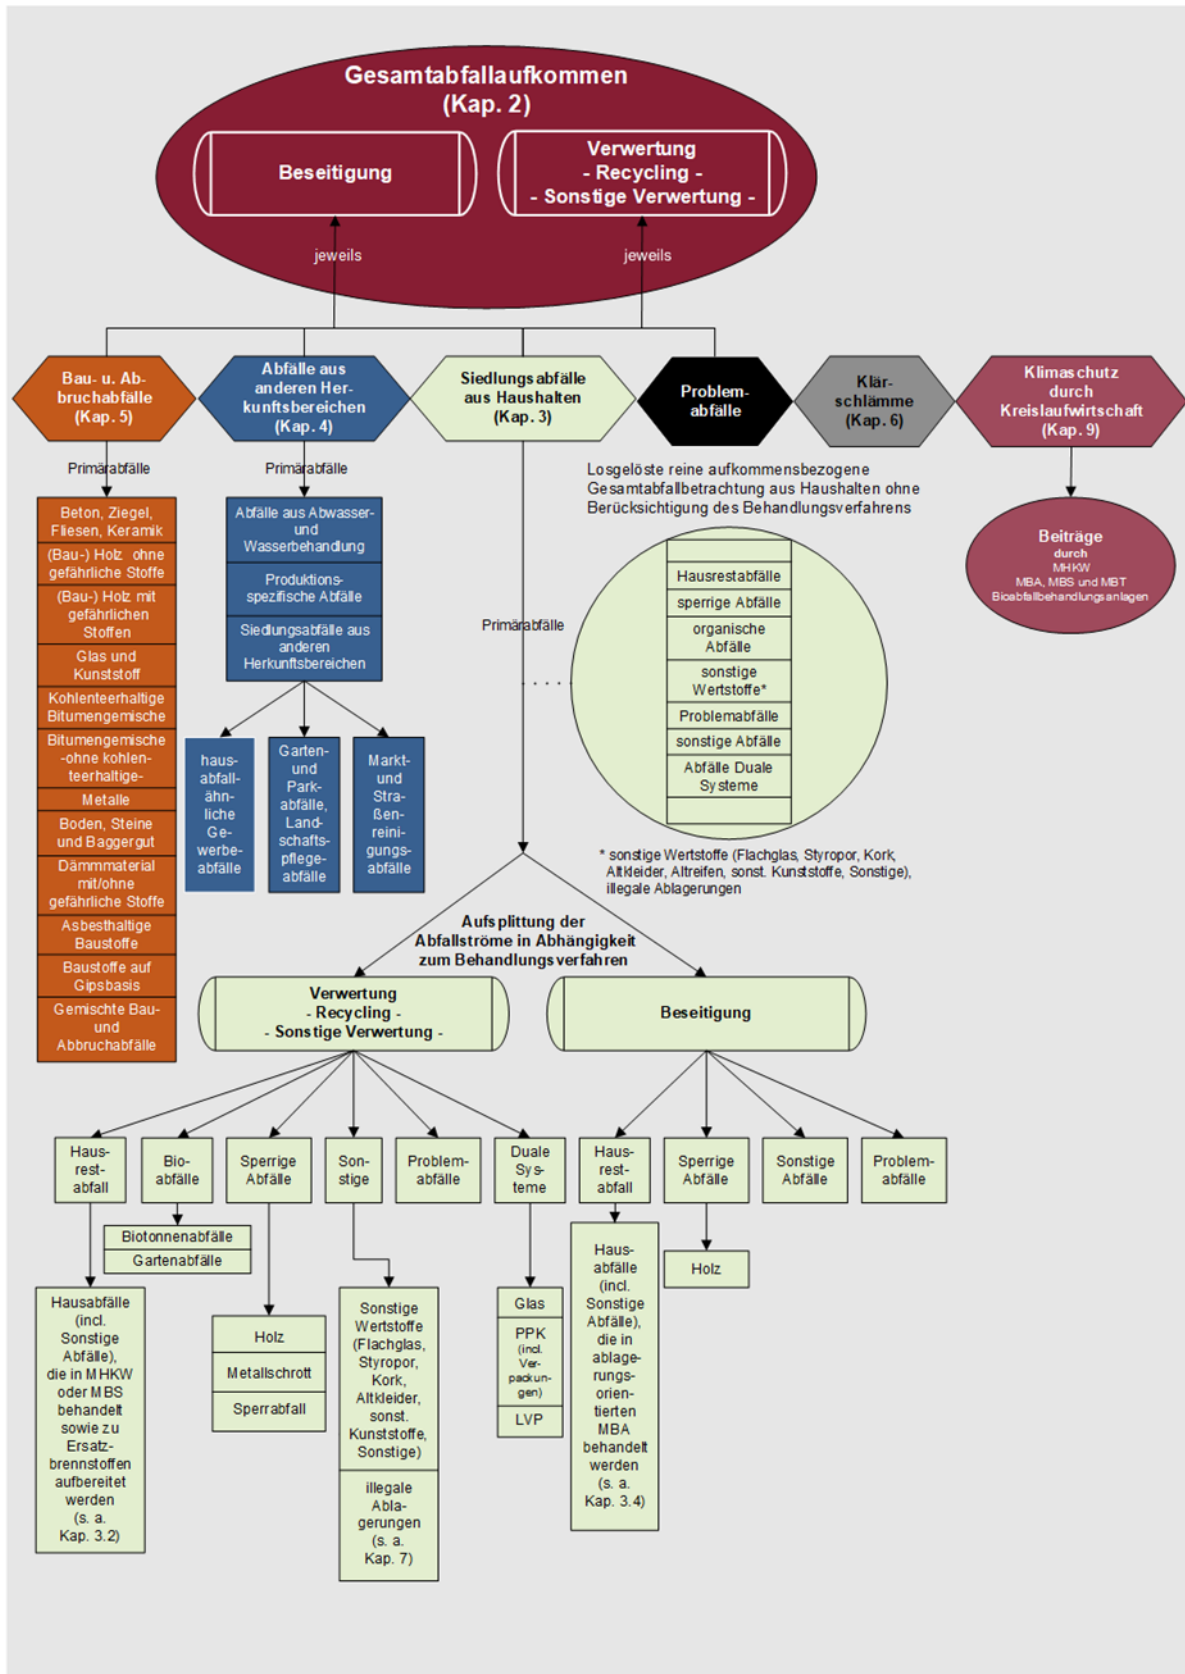 Gesamtabfallaufkommen
(Kap. 2)
Beseitigung
Verwertung
- Recycling -
- Sonstige Verwertung -
jeweils
jeweils
Bau- u. Ab-
bruchabfälle
(Kap. 5)
Abfälle aus
anderen Her-
kunftsbereichen
(Kap. 4)
Siedlungsabfälle
aus Haushalten
(Kap. 3)
Problem-
abfälle
Klär-
schlämme
(Kap. 6)
Klimaschutz
durch
Kreislaufwirtschaft
(Kap. 9)
Primärabfälle
Beton, Ziegel,
Fliesen, Keramik
(Bau-) Holz ohne
gefährliche Stoffe
(Bau-) Holz mit
gefährlichen
Stoffen
Glas und
Kunststoff
Kohlenteerhaltige
Bitumengemische
Bitumengemische
-ohne kohlen-
teerhaltige-
Metalle
Boden, Steine
und Baggergut
Dämmmaterial
mit/ohne
gefährliche Stoffe
Asbesthaltige
Baustoffe
Baustoffe auf
Gipsbasis
Gemischte Bau-
und
Abbruchabfälle
Primärabfälle
Abfälle aus Abwasser-
und
Wasserbehandlung
Produktions-
spezifische Abfälle
Siedlungsabfälle aus
anderen
Herkunftsbereichen
haus-
abfall-
ähn-
liche
Ge-
werbe-
abfälle
Garten-
und
Park-
abfälle,
Land-
schafts-
pflege-
abfälle
Markt-
und
Stra-
ßen-
rei-
nigungs-
abfälle
Losgelöste reine aufkommensbezogene
Gesamtabfallbetrachtung aus Haushalten ohne
Berücksichtigung des Behandlungsverfahrens
Primärabfälle
Hausrestabfälle
sperrige Abfälle
organische
Abfälle
sonstige
Wertstoffe*
Problemabfälle
sonstige Abfälle
Abfälle Duale
Systeme
* sonstige Wertstoffe (Flachglas, Styropor, Kork,
Altkleider, Altreifen, sonst. Kunststoffe, Sonstige),
illegale Ablagerungen
Beiträge
durch
MHKW
MBA, MBS und MBT
Bioabfallbehandlungsanlagen
Aufsplittung der
Abfallströme in Abhängigkeit
zum Behandlungsverfahren
Verwertung
- Recycling -
- Sonstige Verwertung -
Beseitigung
Haus-
rest-
abfall
Bio-
abfälle
Sperrige
Abfälle
Son-
stige
Problem-
abfälle
Duale
Sys-
teme
Haus-
rest-
abfall
Sperrige
Abfälle
Sonstige
Abfälle
Problem-
abfälle
Biotonnenabfälle
Gartenabfälle
Hausabfälle
(incl.
Sonstige
Abfälle),
die in MHKW
oder MBS
behandelt
sowie zu
Ersatz-
brennstoffen
aufbereitet
werden
(s. a.
Kap. 3.2)
Holz
Metallschrott
Sperrabfall
Sonstige
Wertstoffe
(Flachglas,
Styropor,
Kork,
Altkleider,
sonst.
Kunststoffe,
Sonstige)
illegale
Abla-
gerungen
(s. a.
Kap. 7)
Glas
PPK
(incl.
Ver-
packun-
gen)
LVP
Haus-
abfälle
(incl.
Sonstige
Abfälle),
die in
ablage-
rungs-
orien-
tierten
MBA
behandelt
werden
(s. a.
Kap. 3.4)
Holz